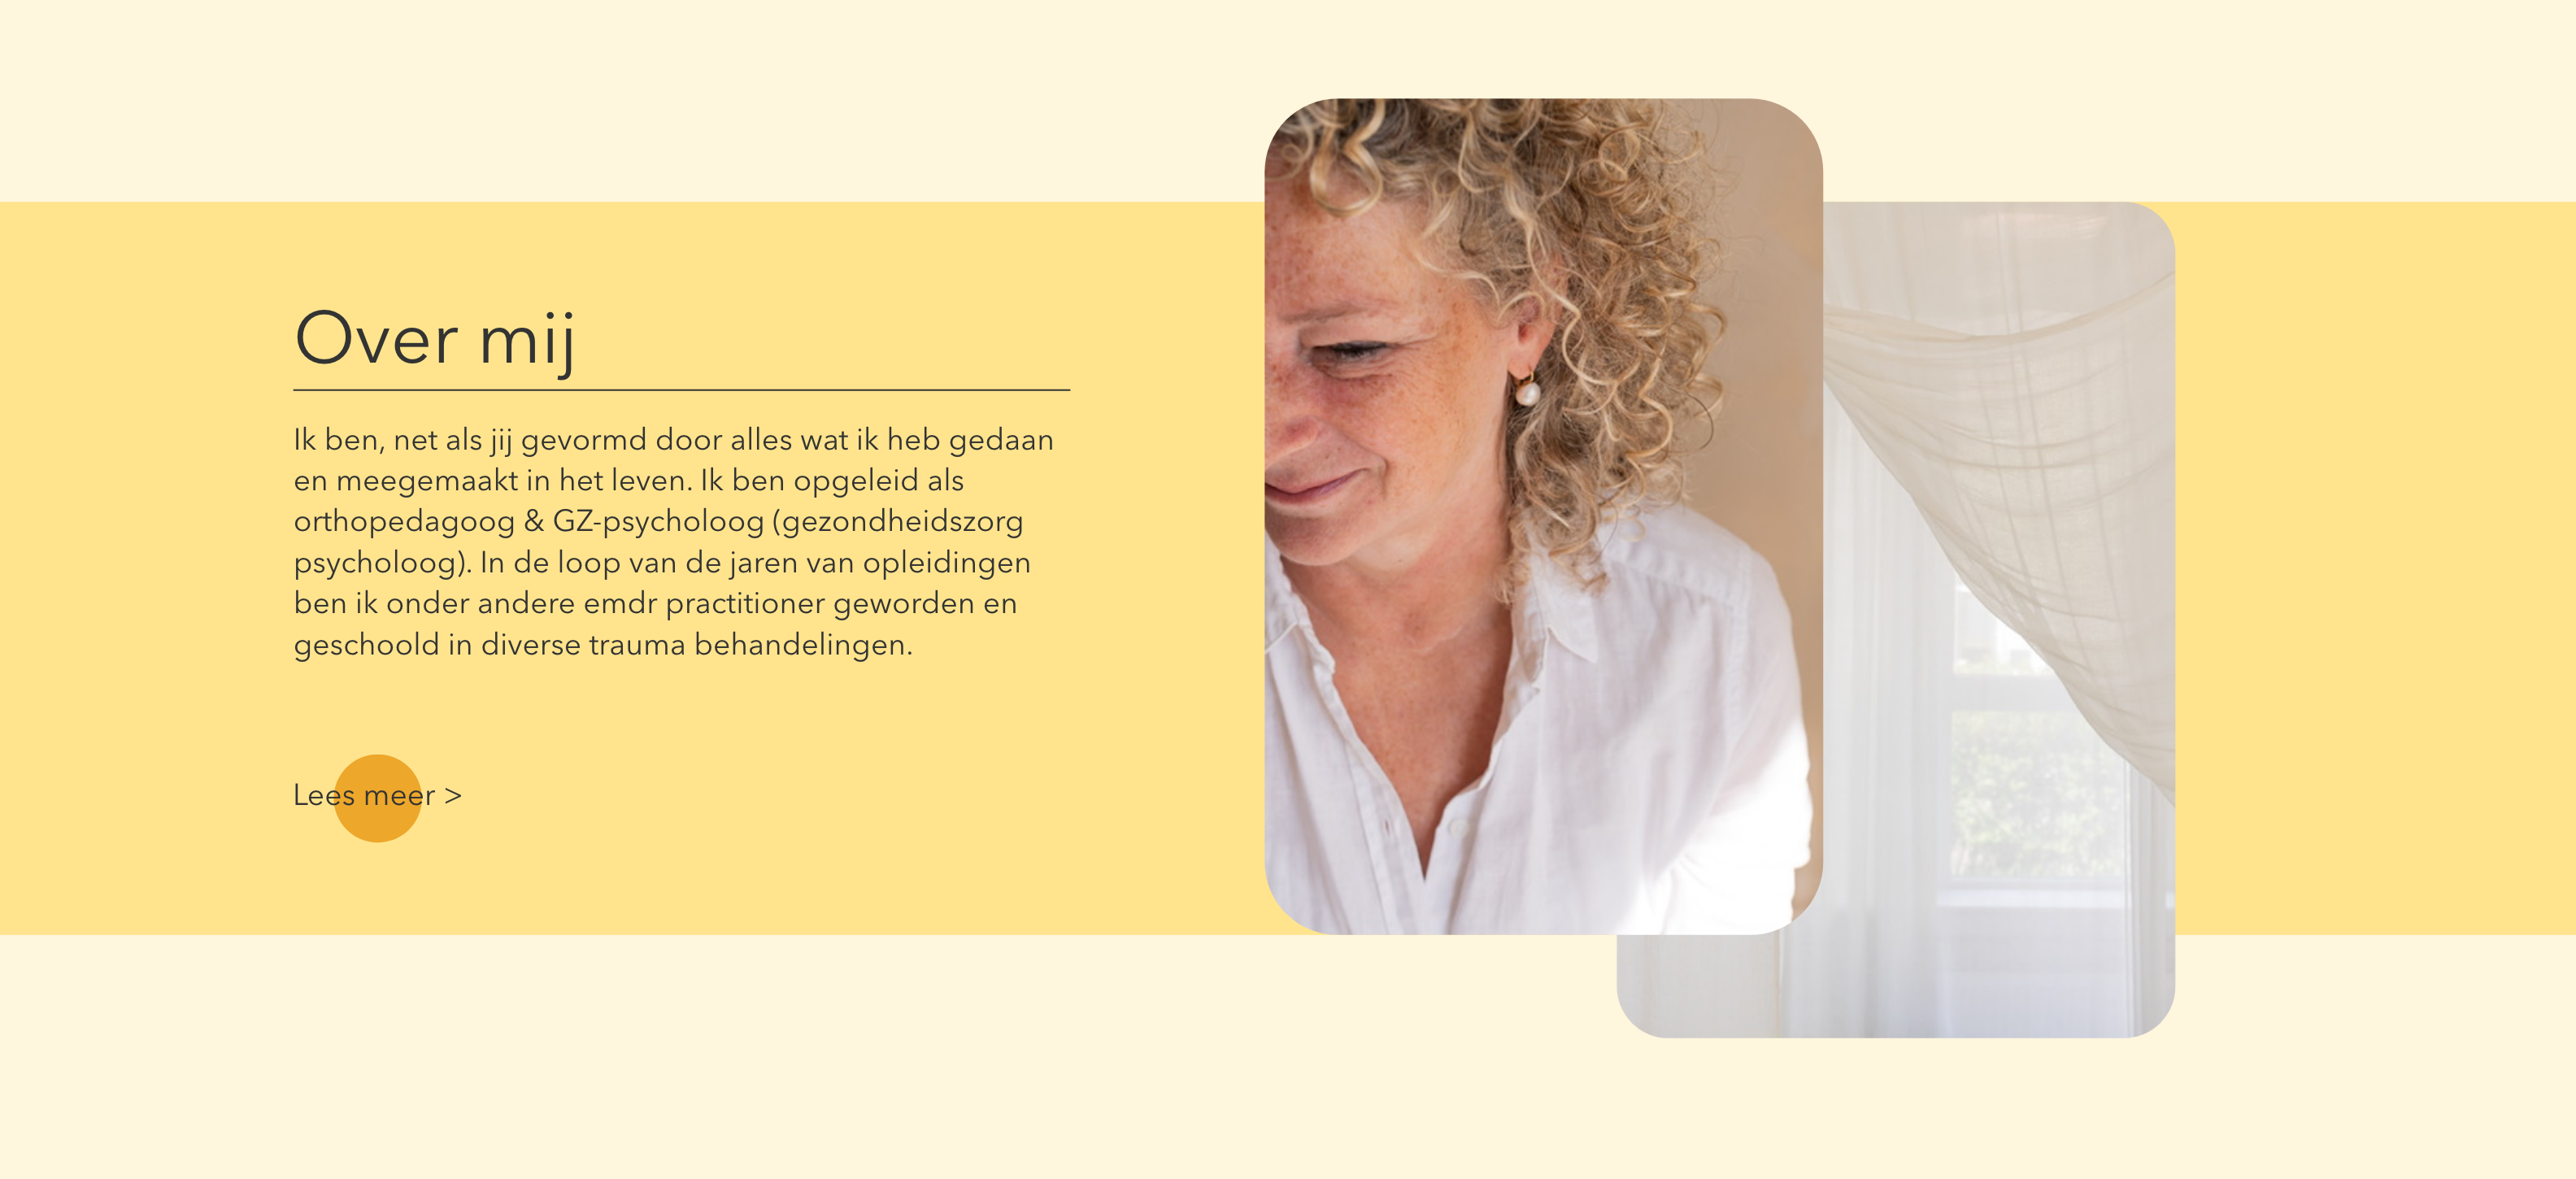 Over mij
Ik ben, net als jij gevormd door alles wat ik heb gedaan
en meegemaakt in het leven. Ik ben opgeleid als
orthopedagoog & GZ-psycholoog (gezondheidszorg
psycholoog). In de loop van de jaren van opleidingen
ben ik onder andere emdr practitioner geworden en
geschoold in diverse trauma behandelingen.
Lees meer >